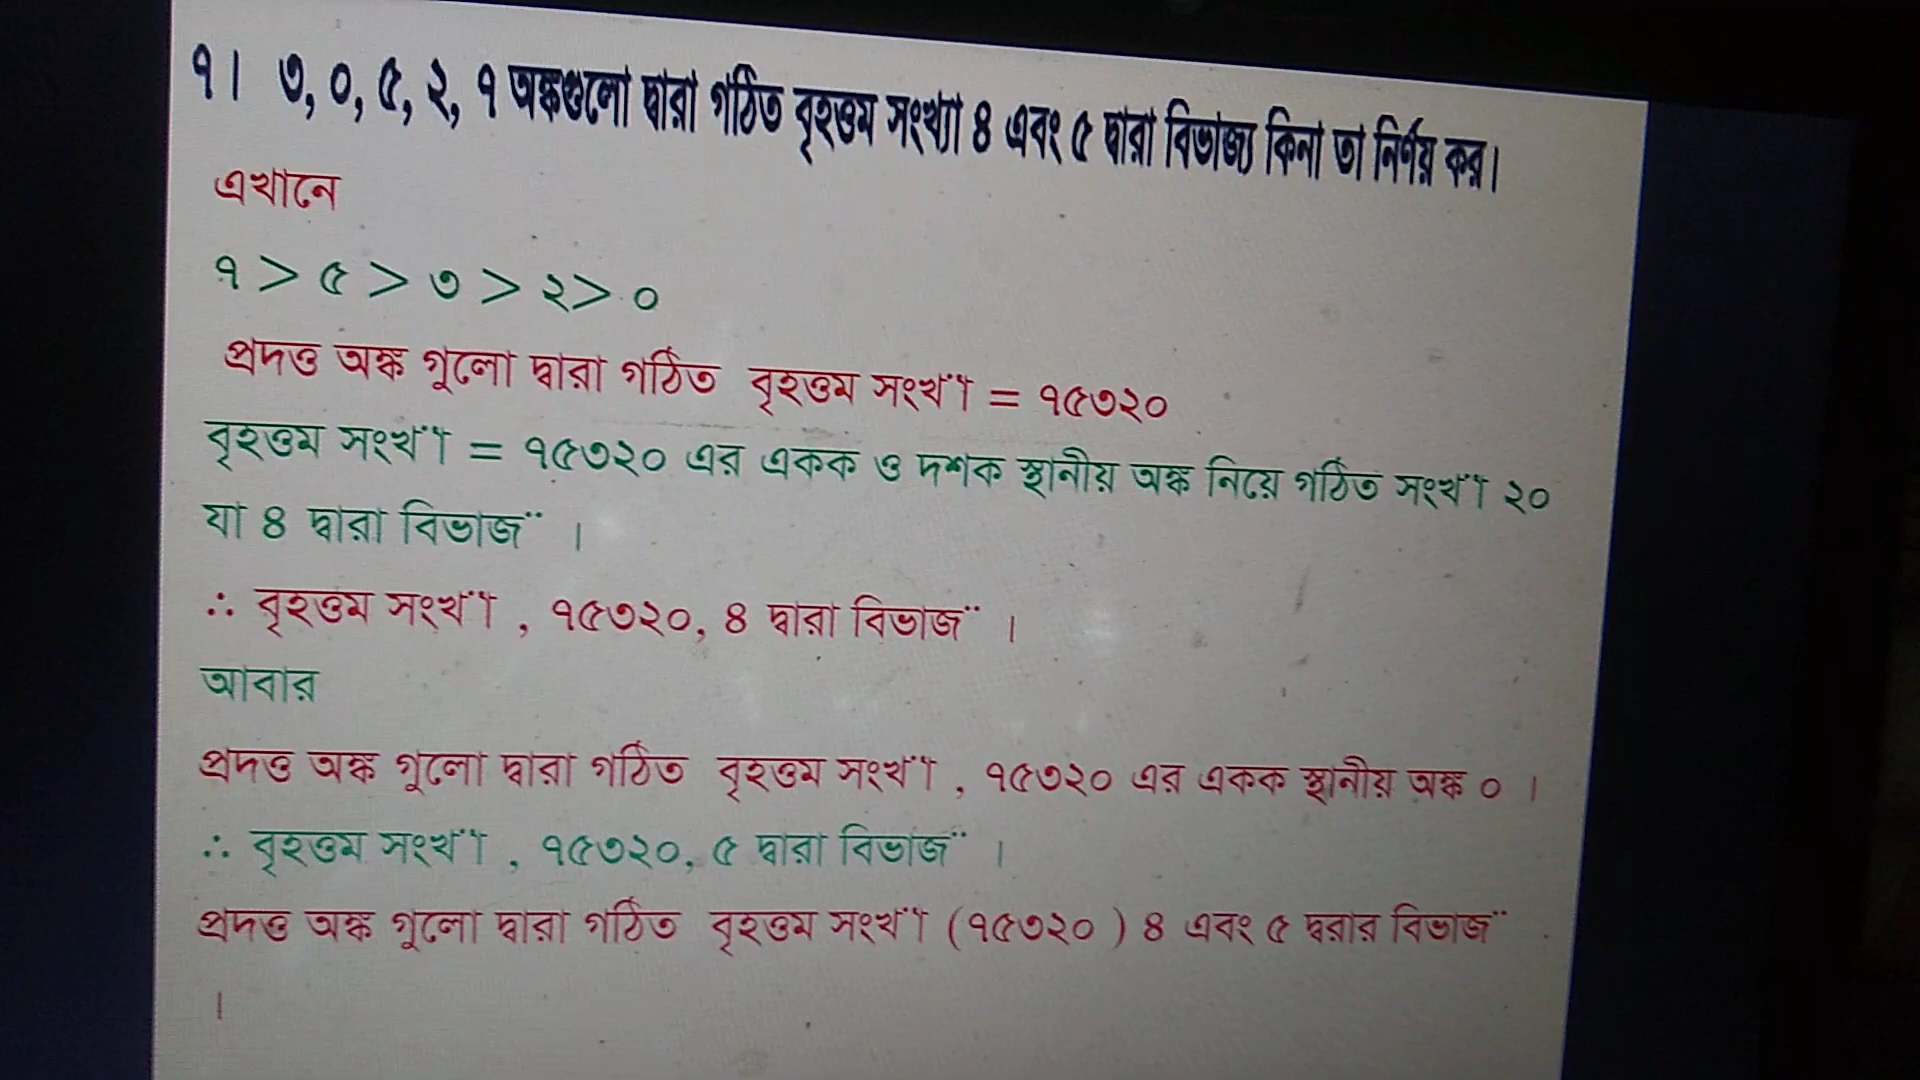 ৭। ৩, ০, ৫, ২, ৭ অঙ্কগুলো দ্বারা গঠিত বৃহত্তম সংখ্যা ৪ এবং ৫ দ্বারা বিভাজ্য কিনা তা নির্ণয় কর।
এখানে
৭ > ৫ > ৩ > ২ > ০
প্রদত্ত অঙ্ক গুলো দ্বারা গঠিত বৃহত্তম সংখ্যা = ৭৫৩২০
বৃহত্তম সংখ্যা = ৭৫৩২০ এর একক ও দশক স্থানীয় অঙ্ক নিয়ে গঠিত সংখ্যা ২০
যা ৪ দ্বারা বিভাজ্য ।
∴ বৃহত্তম সংখ্যা , ৭৫৩২০, ৪ দ্বারা বিভাজ্য ।
আবার
প্রদত্ত অঙ্ক গুলো দ্বারা গঠিত বৃহত্তম সংখ্যা , ৭৫৩২০ এর একক স্থানীয় অঙ্ক ০ ।
∴ বৃহত্তম সংখ্যা , ৭৫৩২০, ৫ দ্বারা বিভাজ্য ।
প্রদত্ত অঙ্ক গুলো দ্বারা গঠিত বৃহত্তম সংখ্যা (৭৫৩২০ ) ৪ এবং ৫ দ্বরার বিভাজ্য
।